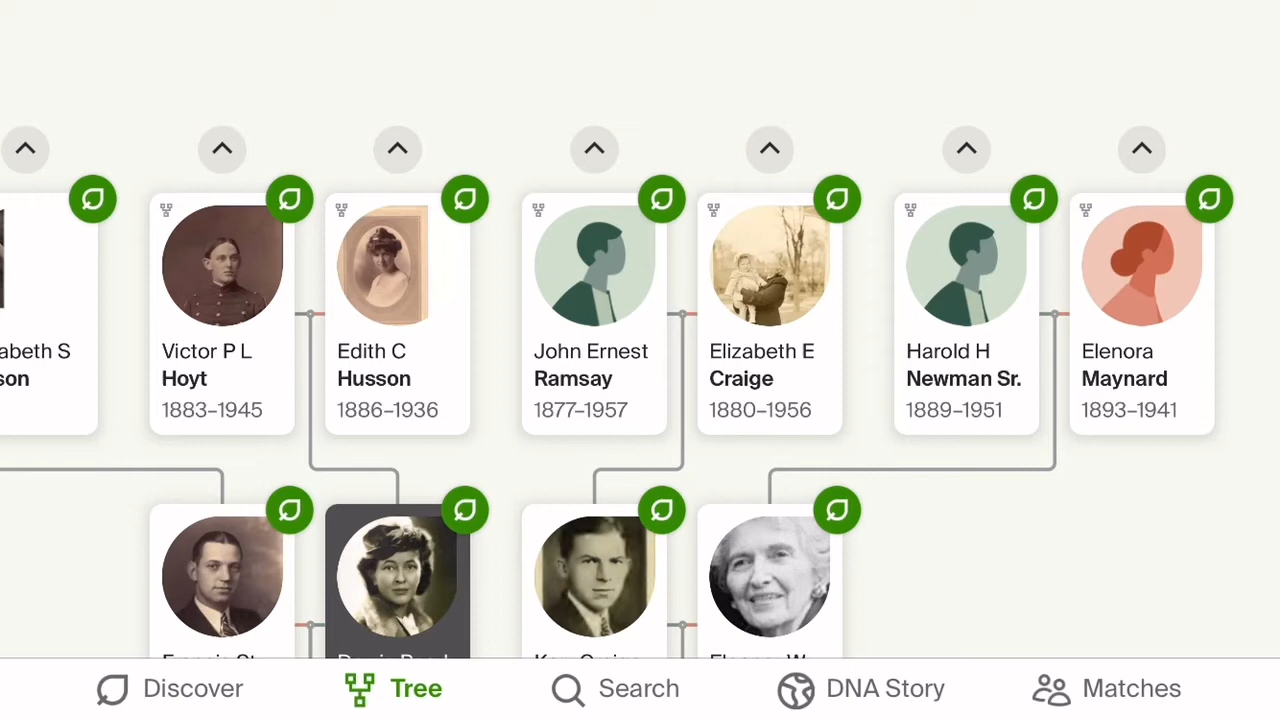 abeth S
son
Victor P L
Hoyt
1883–1945
Edith C
Husson
1886–1936
John Ernest
Ramsay
1877–1957
Elizabeth E
Craige
1880–1956
Harold H
Newman Sr.
1889–1951
Elenora
Maynard
1893–1941
Discover
Tree
Search
DNA Story
Matches